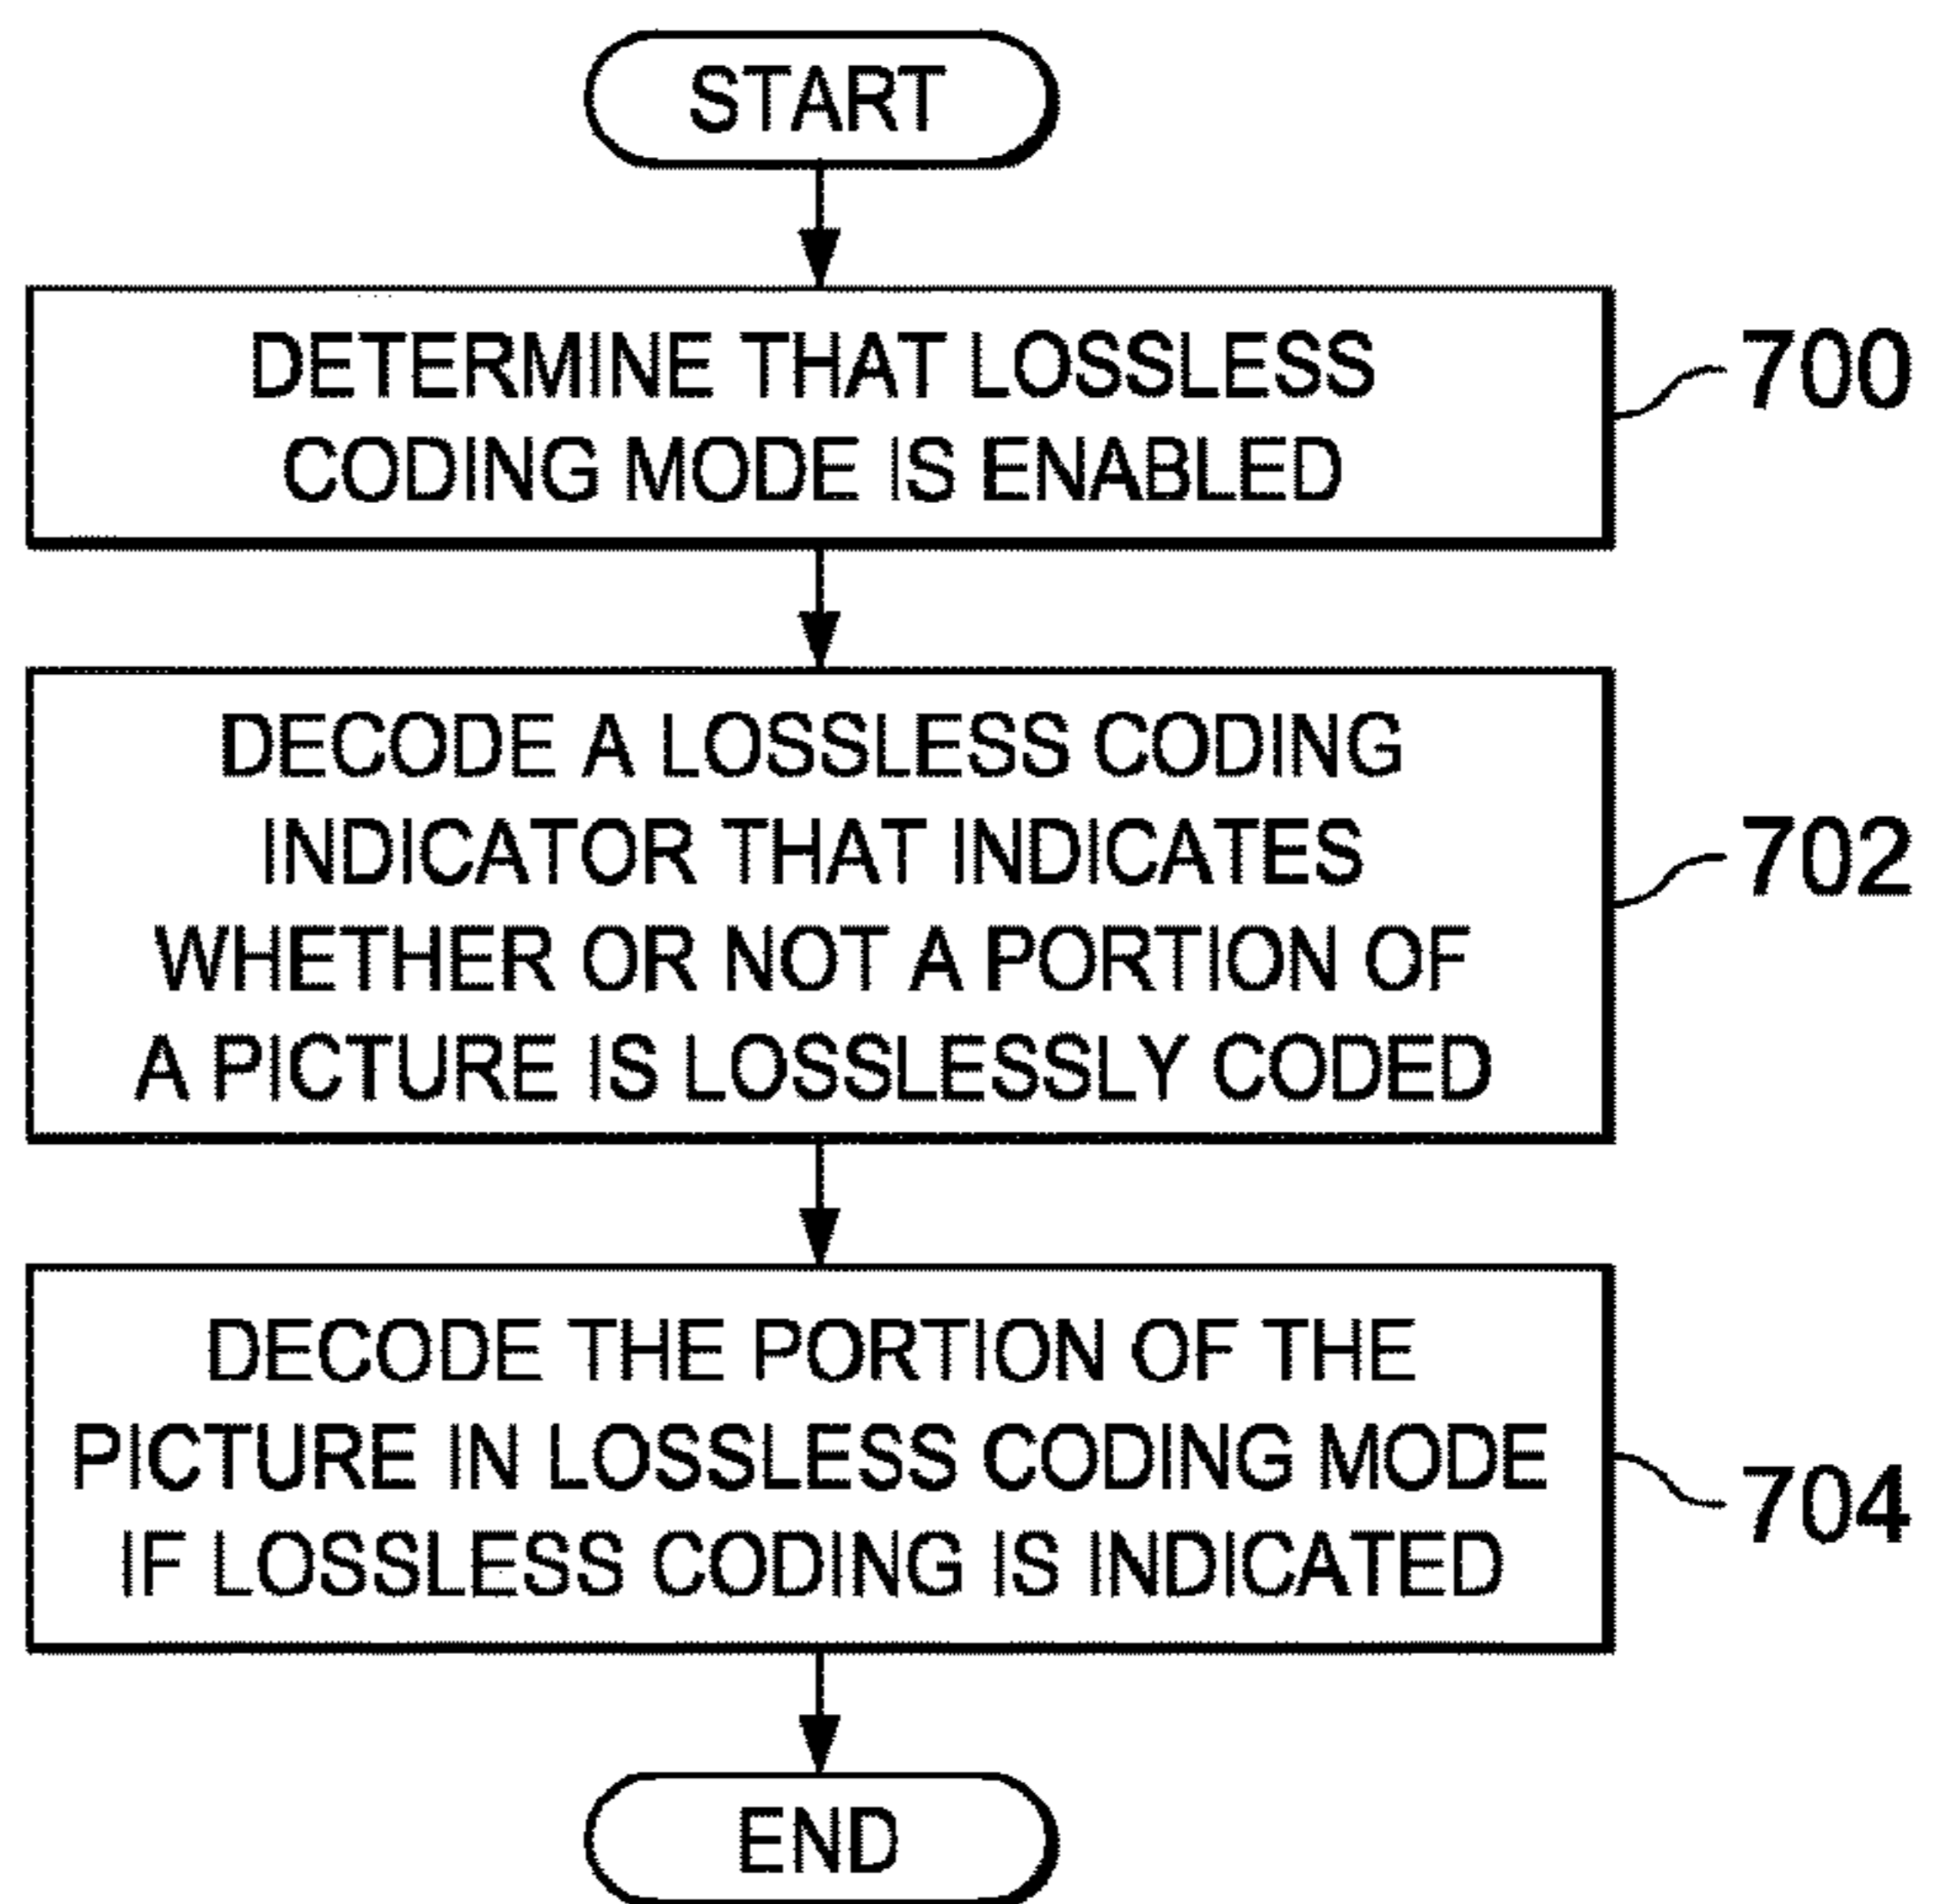 START
DETERMINE THAT LOSSLESS
CODING MODE IS ENABLED
700
DECODE A LOSSLESS CODING
INDICATOR THAT INDICATES
WHETHER OR NOT A PORTION OF
A PICTURE IS LOSSLESSLY CODED
702
DECODE THE PORTION OF THE
PICTURE IN LOSSLESS CODING MODE
IF LOSSLESS CODING IS INDICATED
704
END